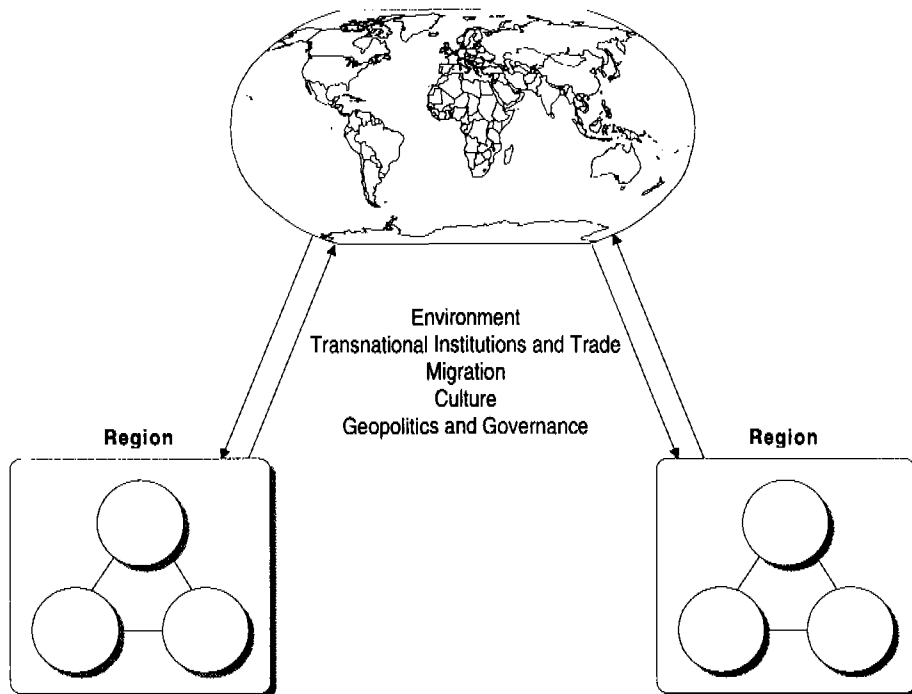 Environment
Transnational Institutions and Trade
Migration
Culture
Geopolitics and Governance
Region
Region